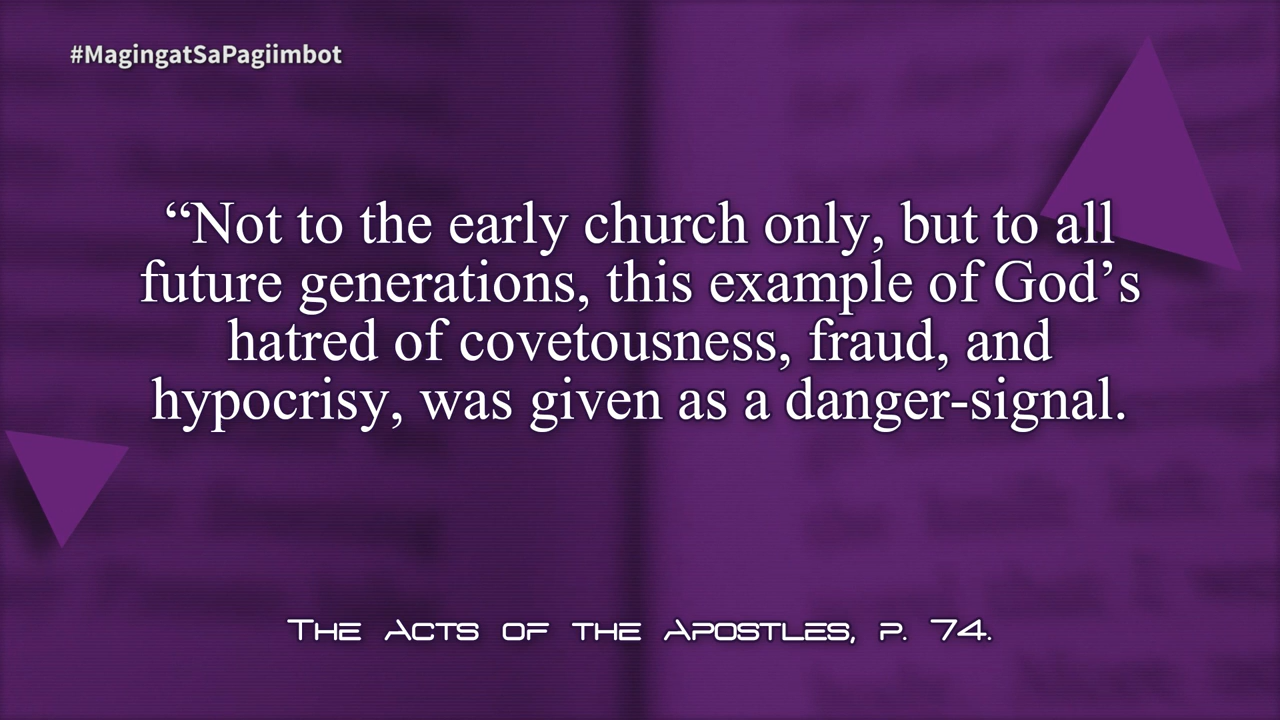 #MagingatSaPagiimbot
“Not to the early church only, but to all
future generations, this example of God’s
hatred of covetousness, fraud, and
hypocrisy, was given as a danger-signal.
The Acts of the Apostles, p. 74.